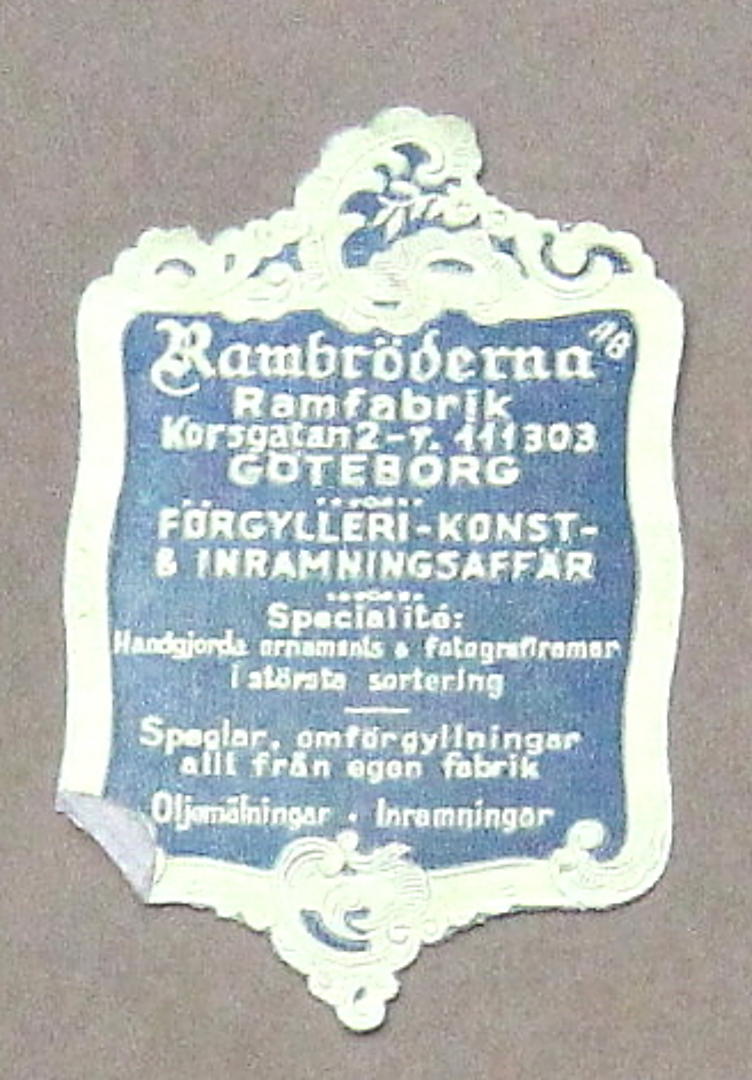 Rambröderna AB
Ramfabrik
Korsgatan 2 - T. 111303
GÖTEBORG
FÖRGYLLERI - KONST-
& INRAMNINGSAFFÄR
Specialité:
Handgjorda ornaments & fotografiramar
i största sortering
Speglar, omförgyllningar
allt från egen fabrik
Oljemålningar . Inramningar